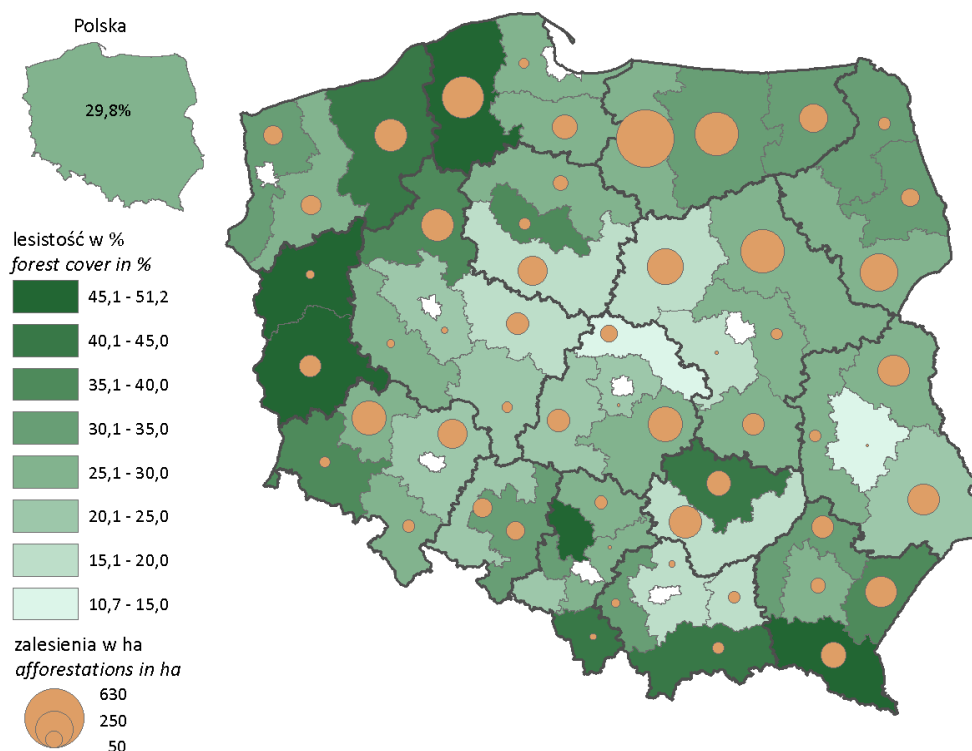 Polska
29,8%
lesistość w %
forest cover in %
45,1 - 51,2
40,1 - 45,0
35,1 - 40,0
30,1 - 35,0
25,1 - 30,0
20,1 - 25,0
15,1 - 20,0
10,7 - 15,0
zalesienia w ha
afforestations in ha
630
250
50